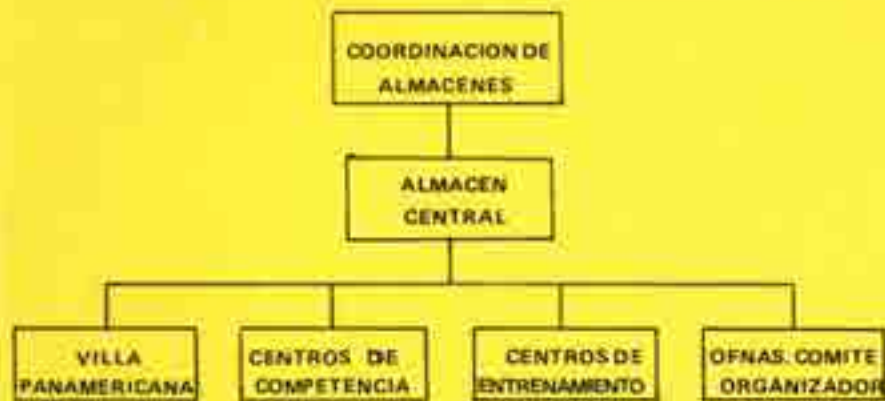 COORDINACION DE
ALMACENES
ALMACEN
CENTRAL
VILLA
PANAMERICANA
CENTROS DE
COMPETENCIA
CENTROS DE
ENTRENAMIENTO
OFNAS. COMITE
ORGANIZADOR